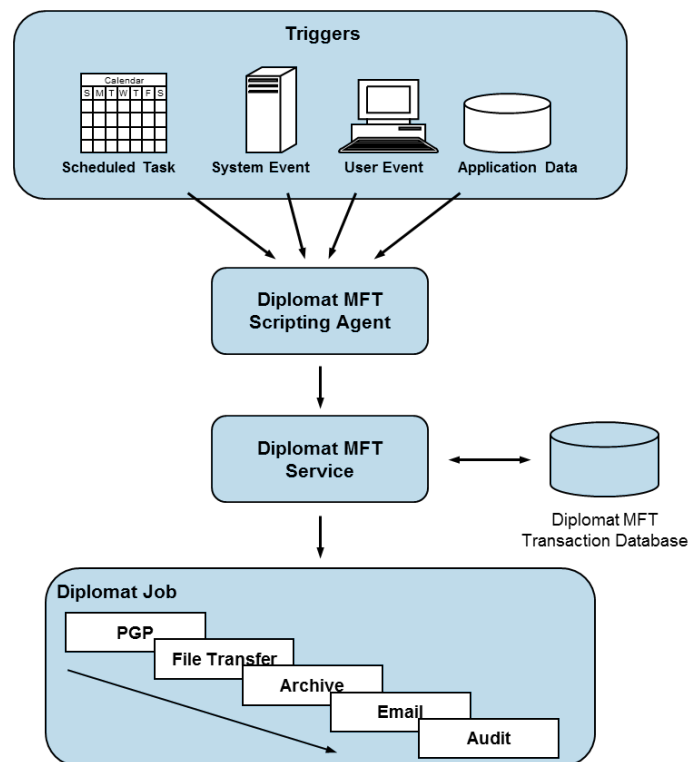 Triggers
Calendar
S M T W T F S
Scheduled Task
System Event
User Event
Application Data
Diplomat MFT
Scripting Agent
Diplomat MFT
Service
Diplomat MFT
Transaction Database
Diplomat Job
PGP
File Transfer
Archive
Email
Audit